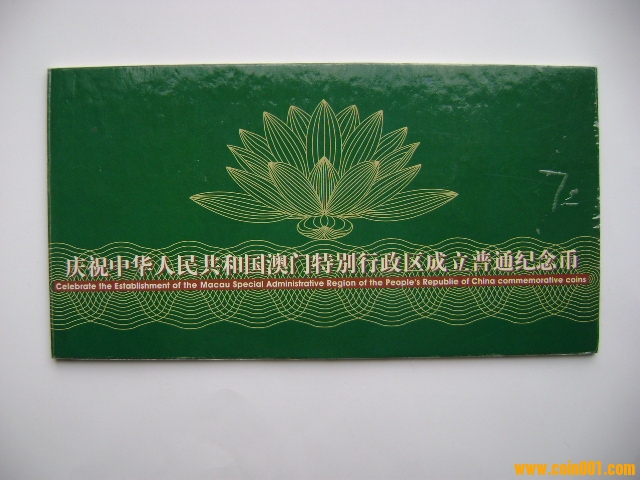 庆祝中华人民共和国澳门特别行政区成立普通纪念币
Celebrate the Establishment of the Macau Special Administrative Region of the People's Republie of China commemorative coins
www.coin001.com